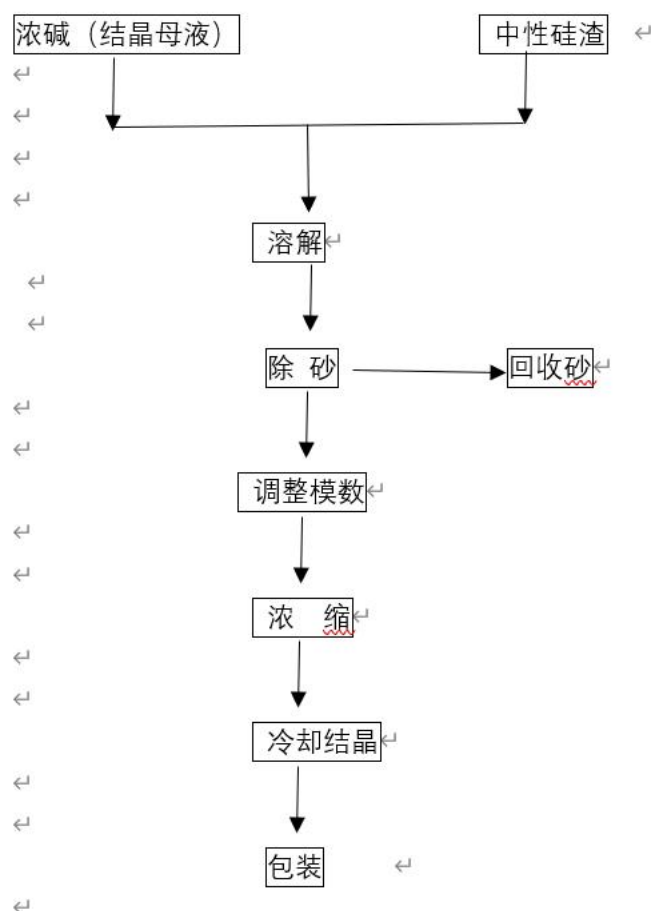 浓碱（结晶母液） 中性硅渣
溶解
除 砂 回收砂
调整模数
浓 缩
冷却结晶
包装